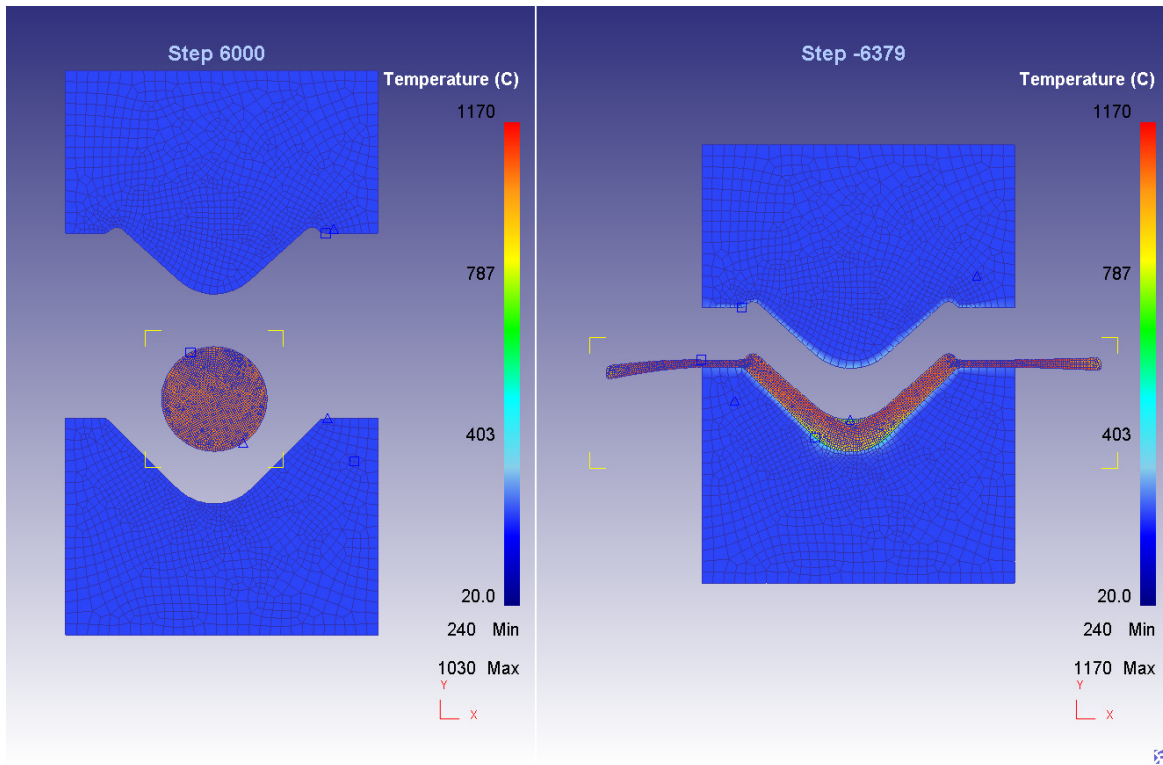 Step 6000
Temperature (C)
1170
787
403
20.0
240 Min
1030 Max
Y
X
Step -6379
Temperature (C)
1170
787
403
20.0
240 Min
1170 Max
Y
X